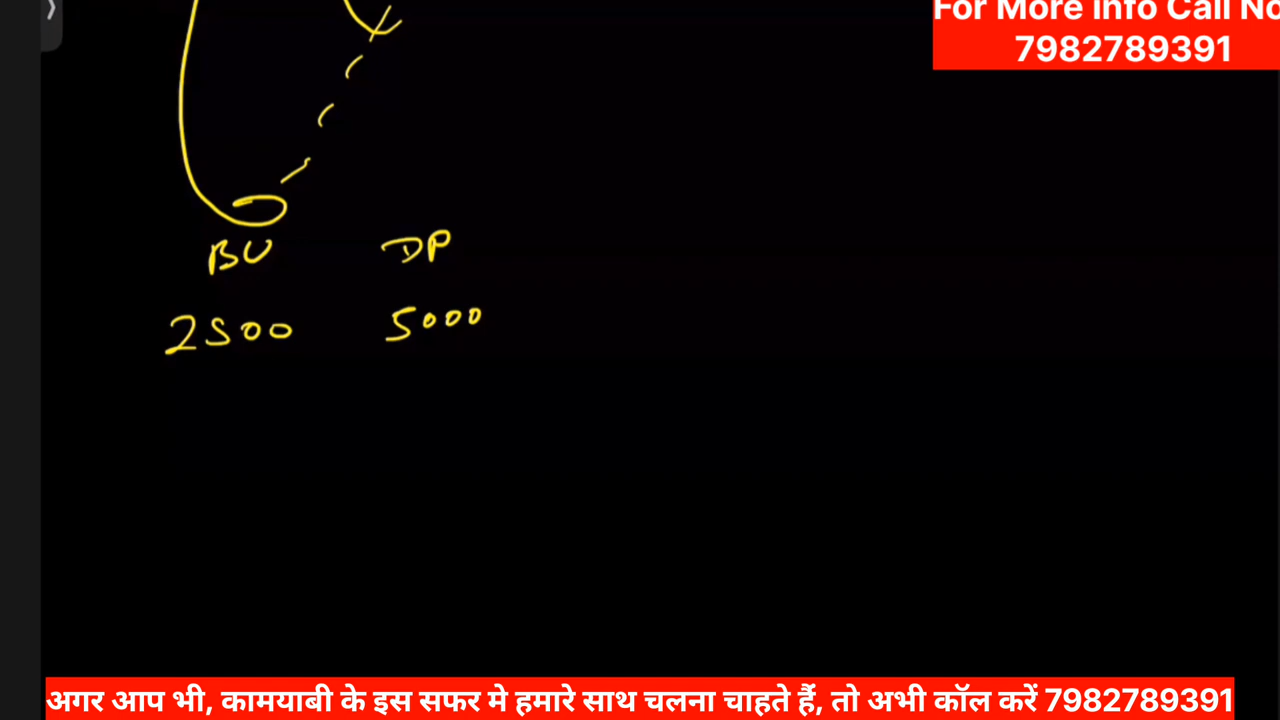 For More info Call No
7982789391
BV DP
2500 5000
अगर आप भी, कामयाबी के इस सफर मे हमारे साथ चलना चाहते हैं, तो अभी कॉल करें 7982789391